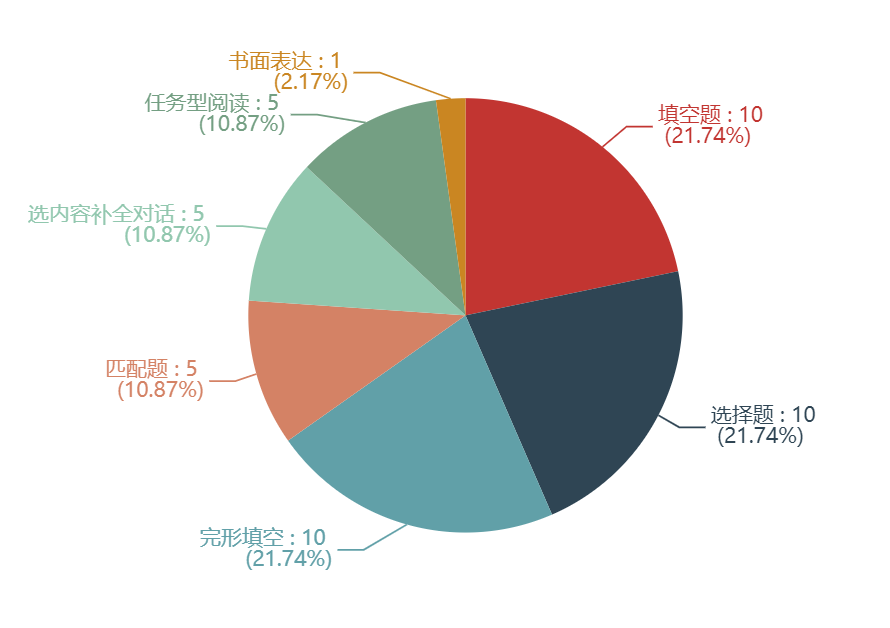 书面表达 : 1
(2.17%)
任务型阅读 : 5
(10.87%)
填空题 : 10
(21.74%)
选内容补全对话 : 5
(10.87%)
匹配题 : 5
(10.87%)
选择题 : 10
(21.74%)
完形填空 : 10
(21.74%)